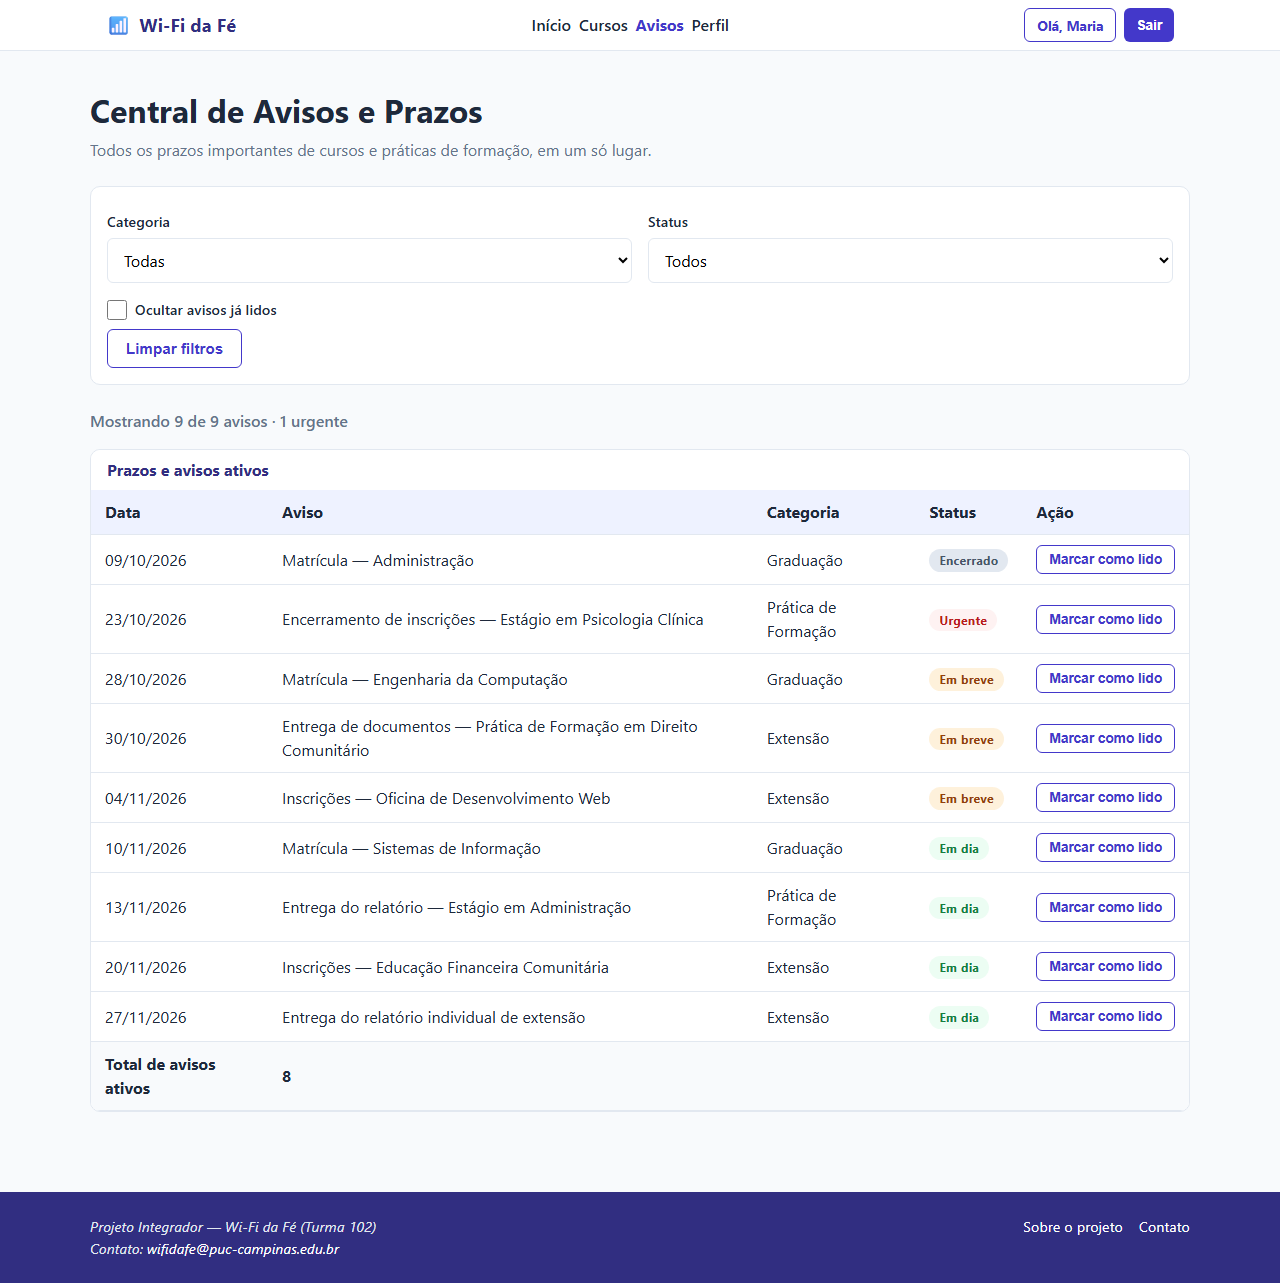 Wi-Fi da Fé
Início Cursos Avisos Perfil
Olá, Maria
Sair
Central de Avisos e Prazos
Todos os prazos importantes de cursos e práticas de formação, em um só lugar.
Categoria
Status
Todas
Todos
Ocultar avisos já lidos
Limpar filtros
Mostrando 9 de 9 avisos · 1 urgente
Prazos e avisos ativos
Data Aviso Categoria Status Ação
09/10/2026 Matrícula — Administração Graduação Encerrado Marcar como lido
23/10/2026 Encerramento de inscrições — Estágio em Psicologia Clínica Prática de
Formação Urgente Marcar como lido
28/10/2026 Matrícula — Engenharia da Computação Graduação Em breve Marcar como lido
30/10/2026 Entrega de documentos — Prática de Formação em Direito
Comunitário Extensão Em breve Marcar como lido
04/11/2026 Inscrições — Oficina de Desenvolvimento Web Extensão Em breve Marcar como lido
10/11/2026 Matrícula — Sistemas de Informação Graduação Em dia Marcar como lido
13/11/2026 Entrega do relatório — Estágio em Administração Prática de
Formação Em dia Marcar como lido
20/11/2026 Inscrições — Educação Financeira Comunitária Extensão Em dia Marcar como lido
27/11/2026 Entrega do relatório individual de extensão Extensão Em dia Marcar como lido
Total de avisos
ativos 8
Projeto Integrador — Wi-Fi da Fé (Turma 102)
Contato: wifidafe@puc-campinas.edu.br
Sobre o projeto Contato